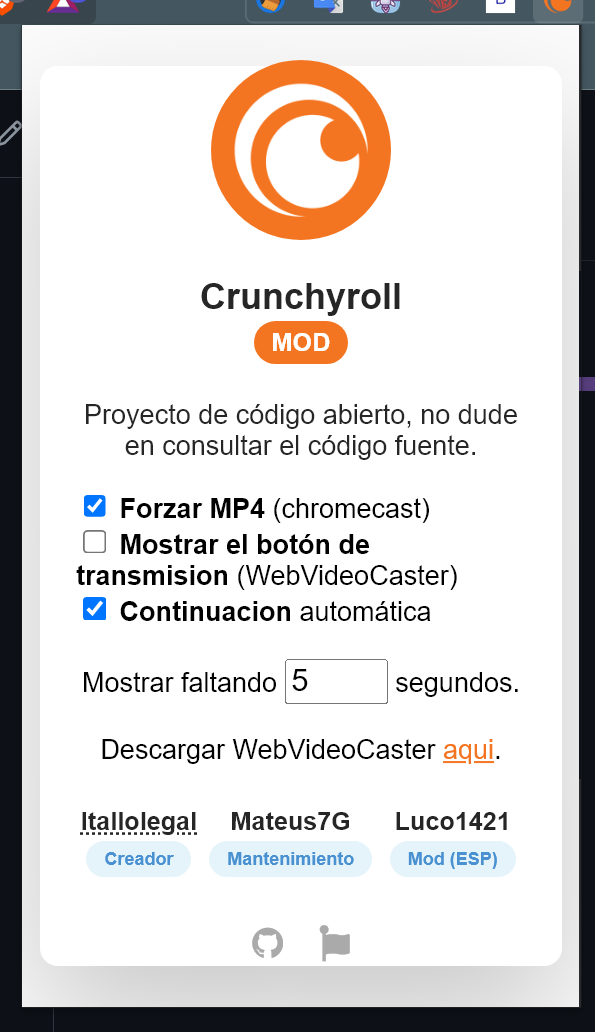 Crunchyroll
MOD
Proyecto de código abierto, no dude
en consultar el código fuente.
Forzar MP4 (chromecast)
Mostrar el botón de
transmision (WebVideoCaster)
Continuacion automática
Mostrar faltando 5 segundos.
Descargar WebVideoCaster aqui.
Itallolegal Mateus7G Luco1421
Creador Mantenimiento Mod (ESP)